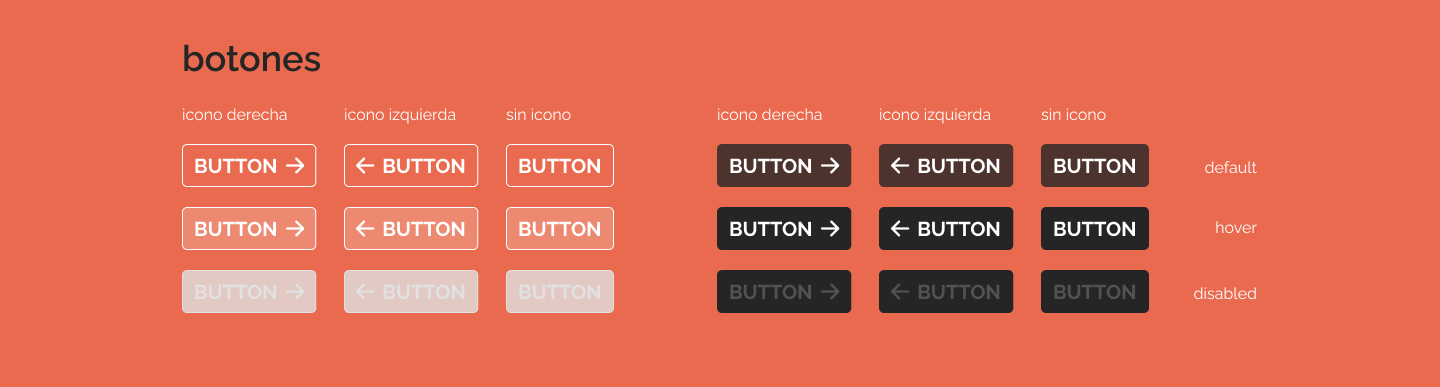 botones
icono derecha icono izquierda sin icono icono derecha icono izquierda sin icono
BUTTON → ← BUTTON BUTTON BUTTON → ← BUTTON BUTTON default
BUTTON → ← BUTTON BUTTON BUTTON → ← BUTTON BUTTON hover
BUTTON → ← BUTTON BUTTON BUTTON → ← BUTTON BUTTON disabled